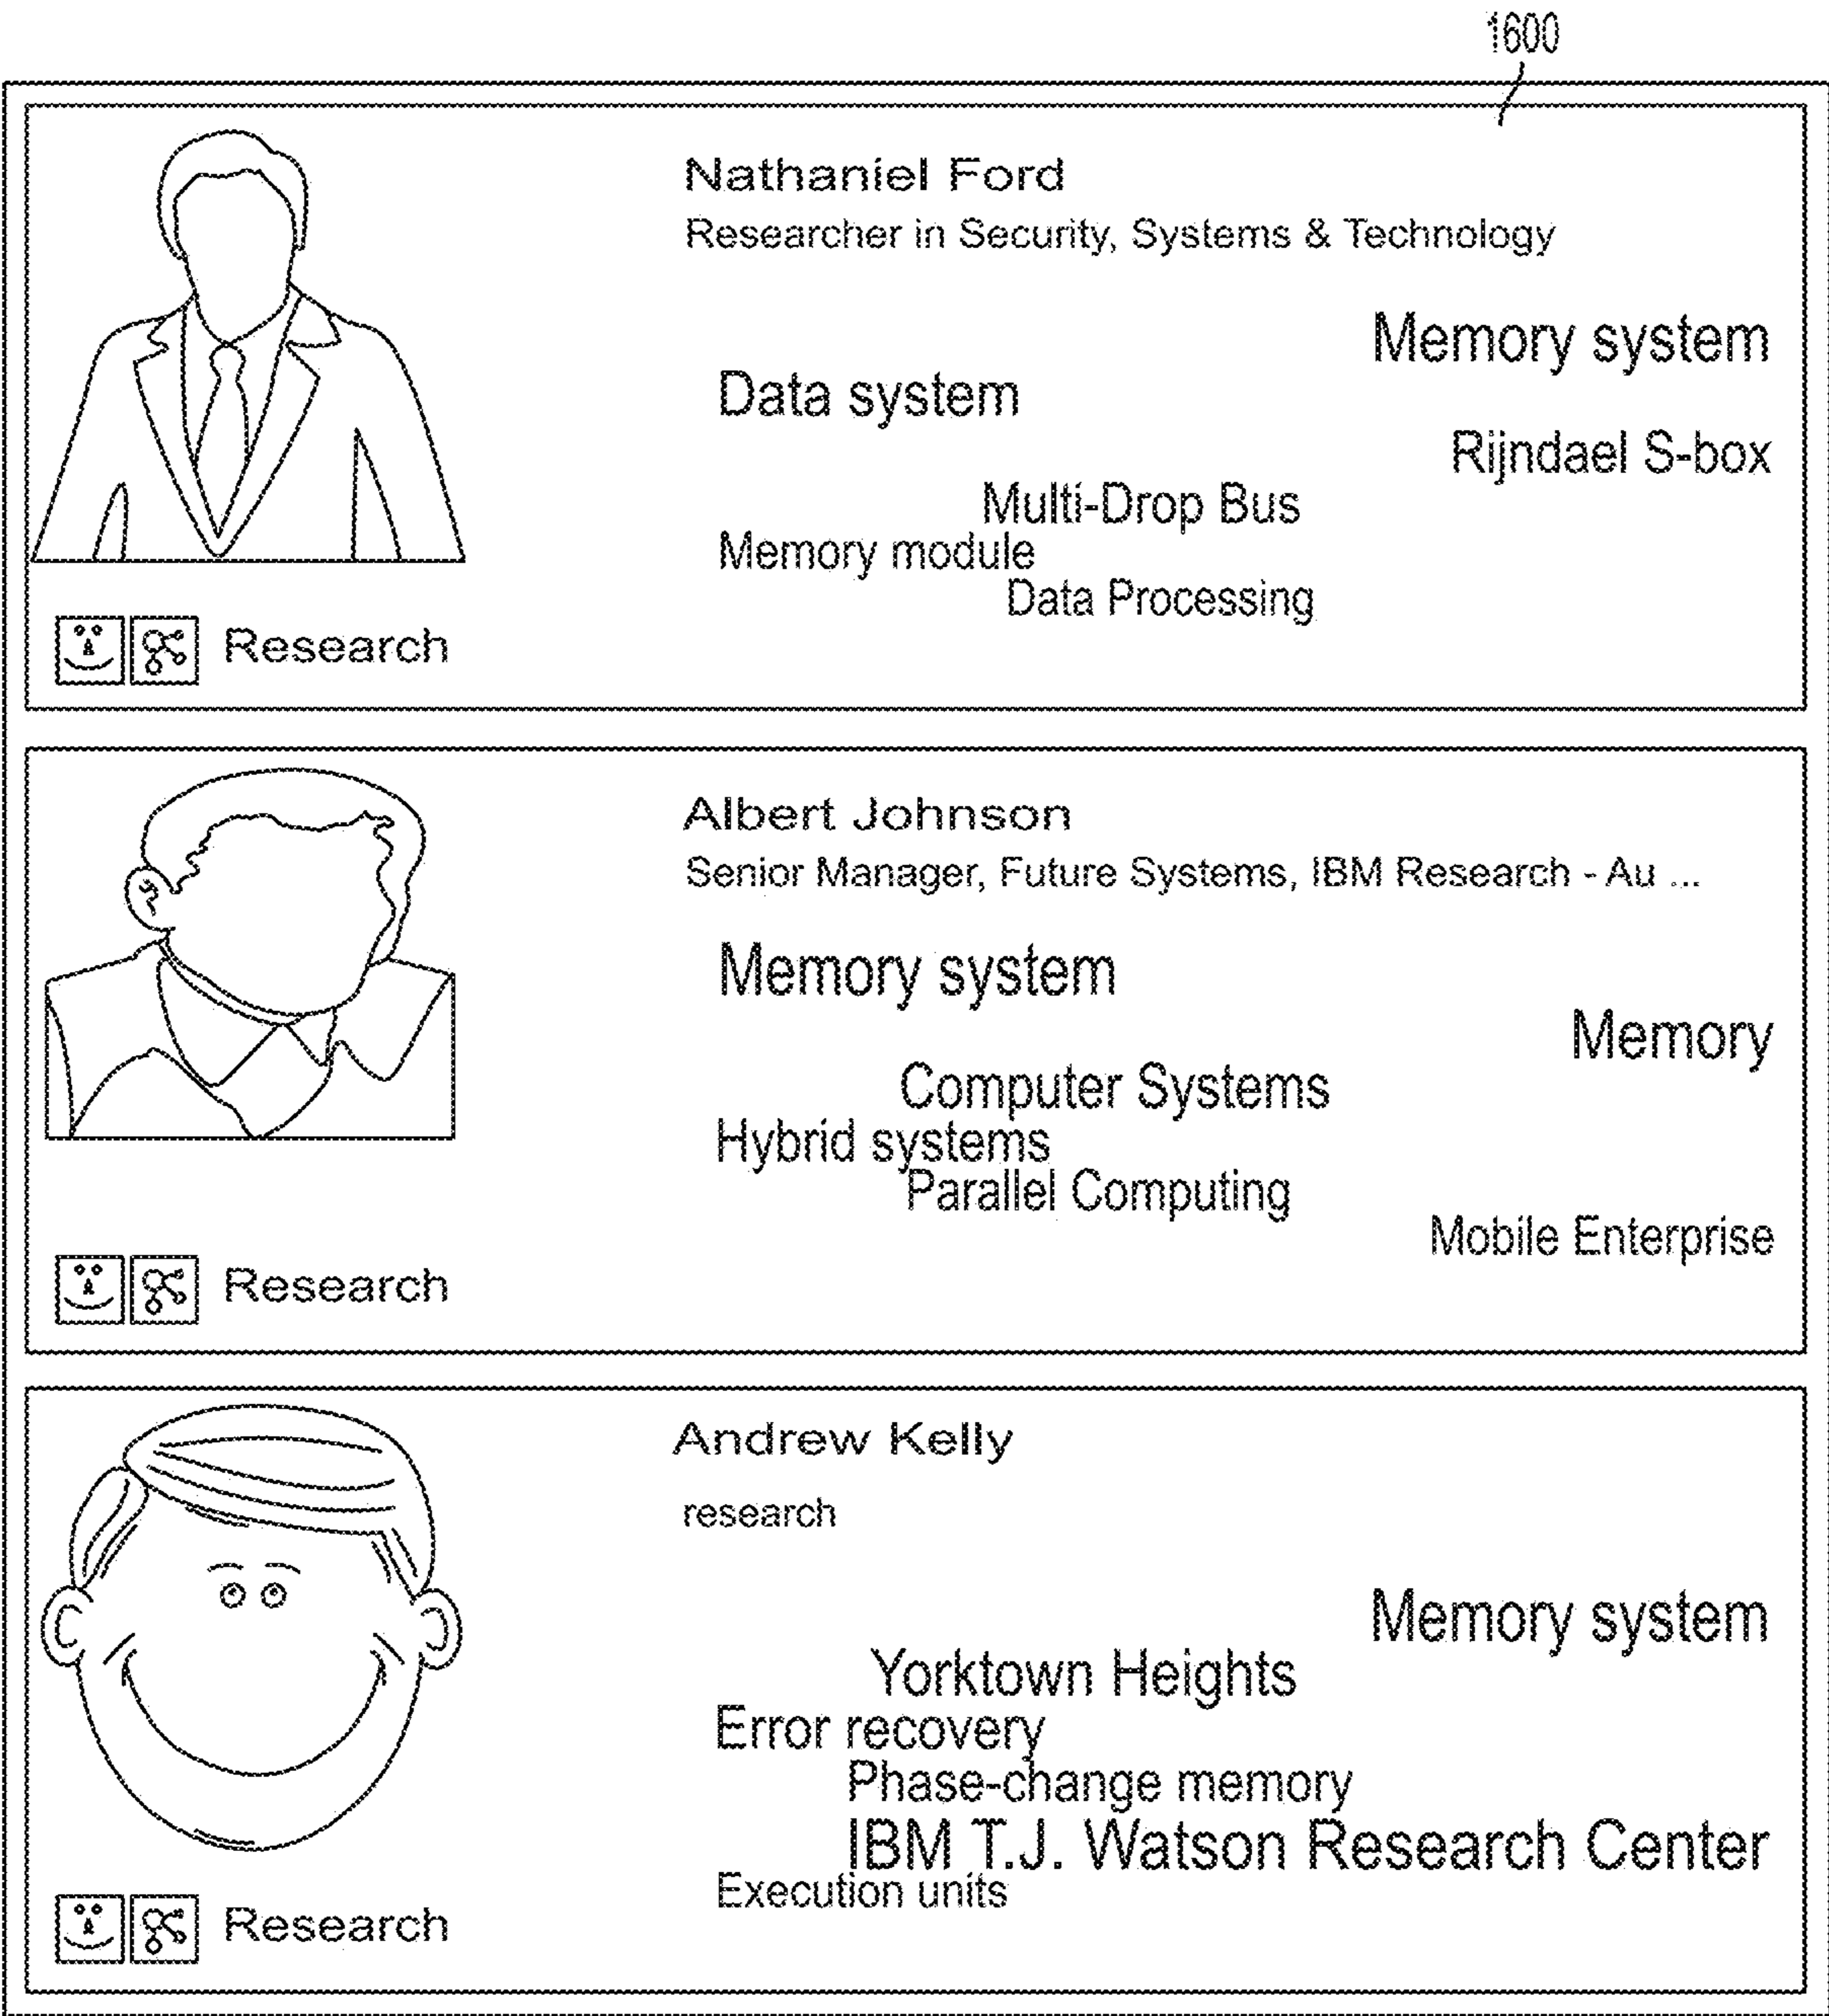 1600
Nathaniel Ford
Researcher in Security, Systems & Technology
Memory system
Data system
Rijndael S-box
Multi-Drop Bus
Memory module
Data Processing
Research
Albert Johnson
Senior Manager, Future Systems, IBM Research - Au ...
Memory system
Memory
Computer Systems
Hybrid systems
Parallel Computing
Mobile Enterprise
Research
Andrew Kelly
research
Memory system
Yorktown Heights
Error recovery
Phase-change memory
IBM T.J. Watson Research Center
Execution units
Research